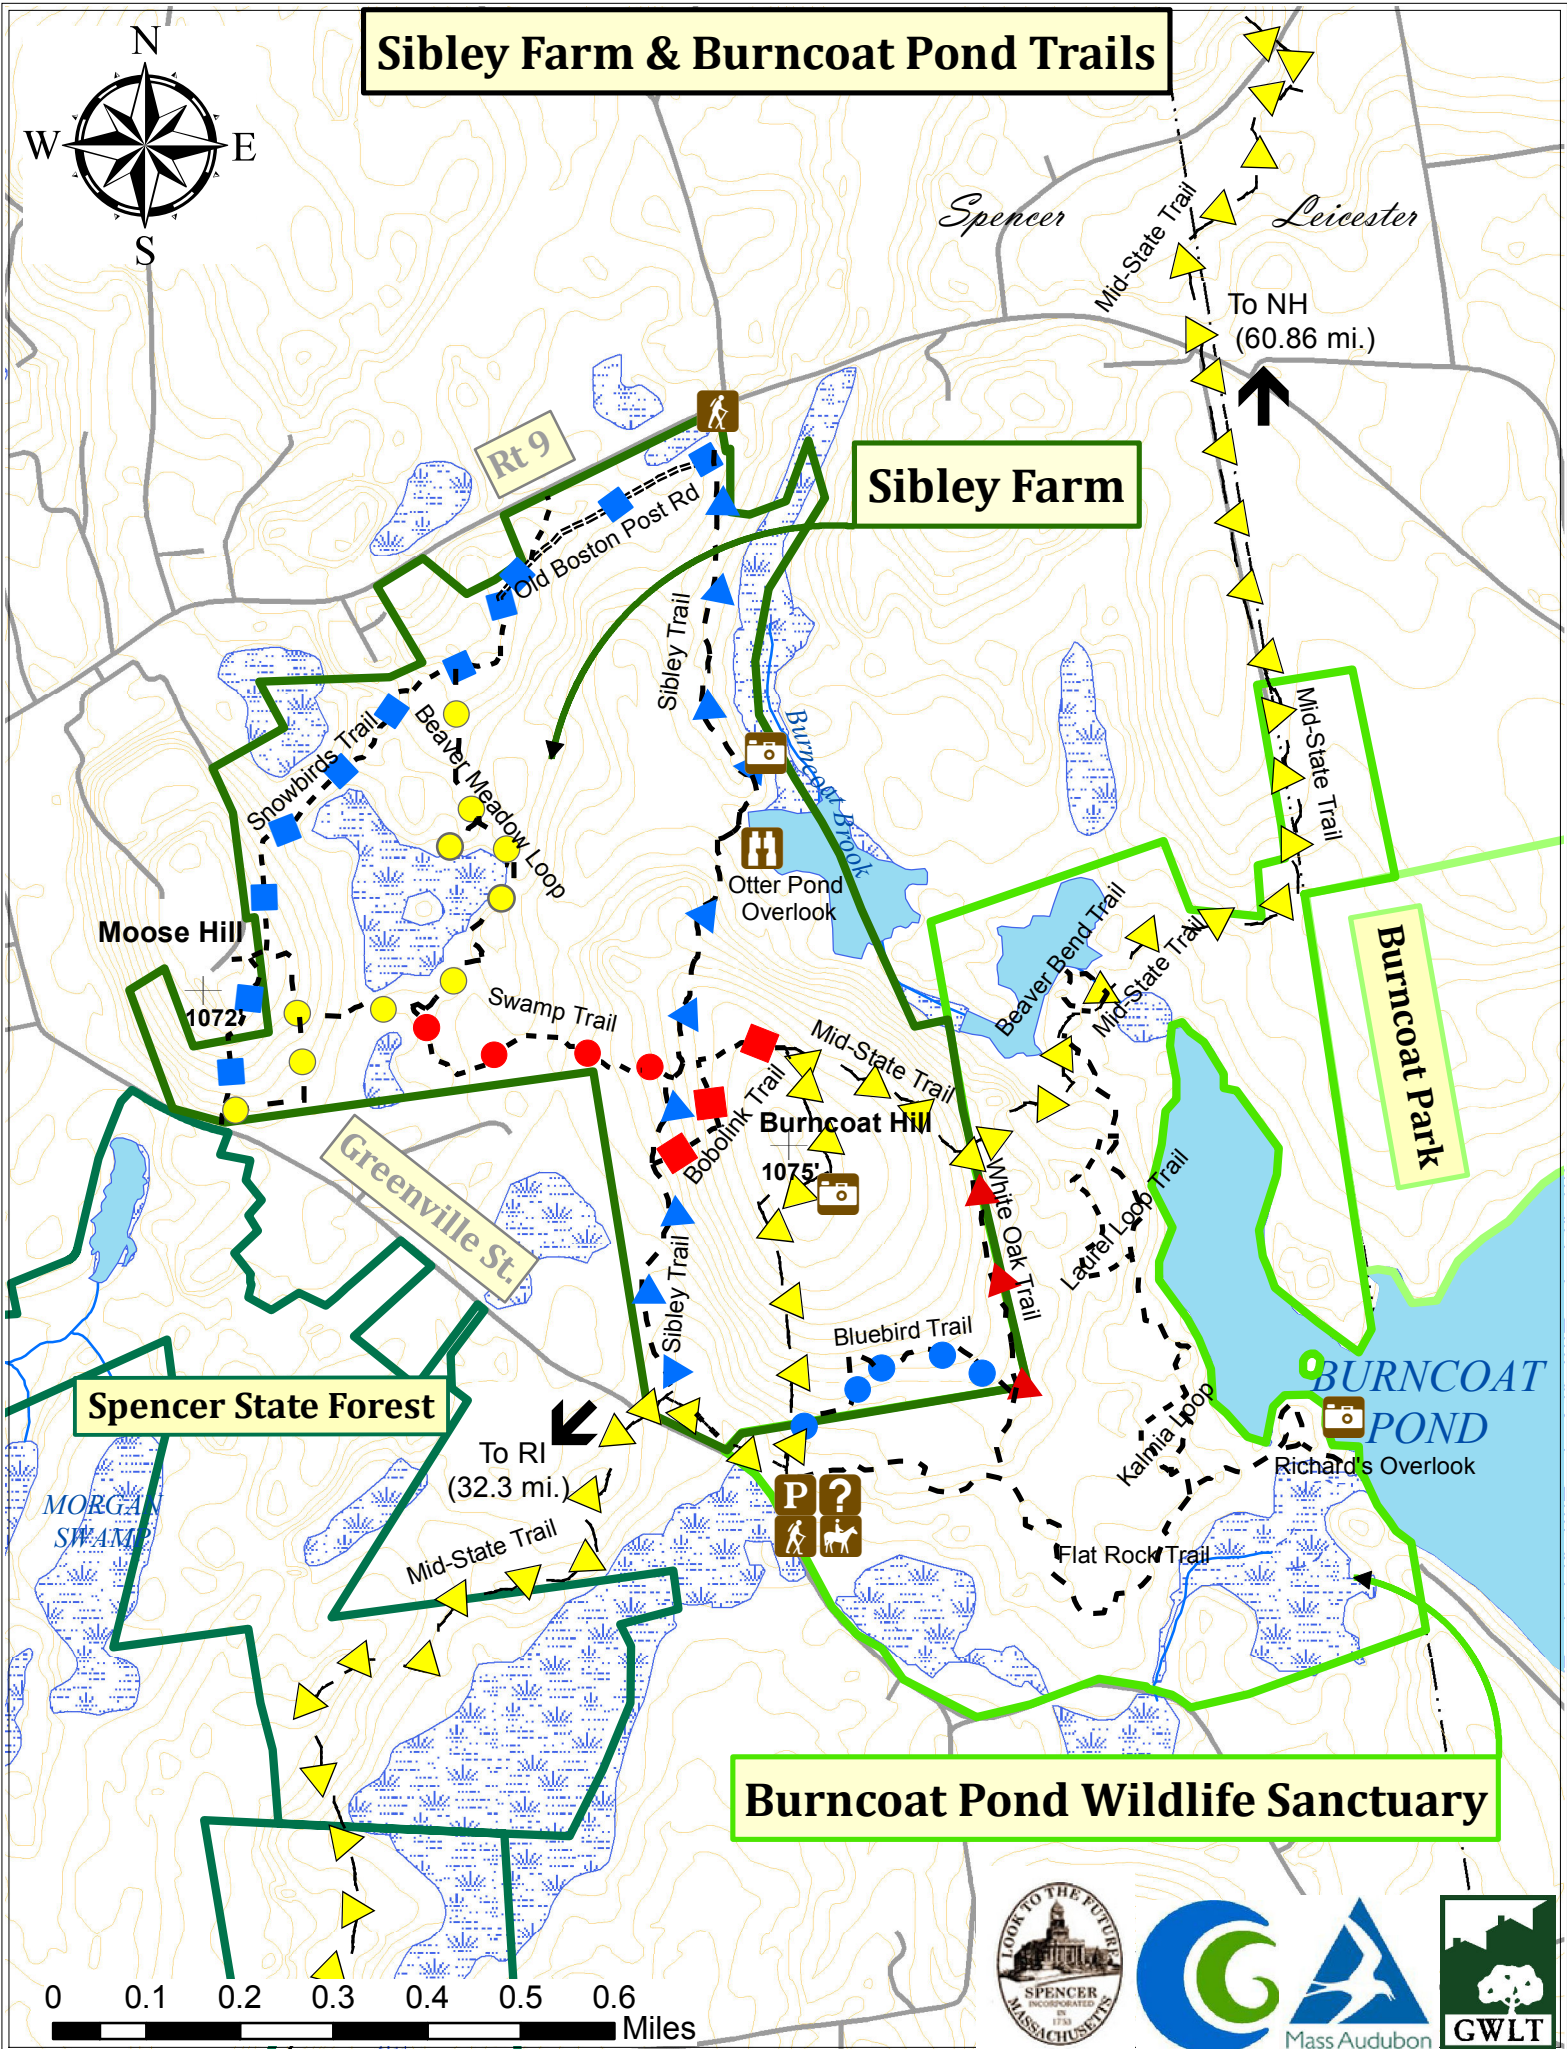 Sibley Farm & Burncoat Pond Trails
N
W
E
S
Spencer
Leicester
Mid-State Trail
To NH
(60.86 mi.)
Rt 9
Sibley Farm
Old Boston Post Rd
Sibley Trail
Mid-State Trail
Burncoat Brook
Snowbirds Trail
Beaver Meadow Loop
Otter Pond
Overlook
Beaver Bend Trail
Mid-State Trail
Burncoat Park
Moose Hill
1072'
Swamp Trail
Mid-State Trail
Bobolink Trail
Burncoat Hill
1075'
White Oak Trail
Laurel Loop Trail
Greenville St.
Sibley Trail
Bluebird Trail
Kalmia Loop
BURNCOAT
POND
Richard's Overlook
Spencer State Forest
To RI
(32.3 mi.)
P
?
MORGAN
SWAMP
Mid-State Trail
Flat Rock Trail
Burncoat Pond Wildlife Sanctuary
LOOK TO THE FUTURE
SPENCER
INCORPORATED
IN
1753
MASSACHUSETTS
Mass Audubon
GWLT
0 0.1 0.2 0.3 0.4 0.5 0.6
Miles